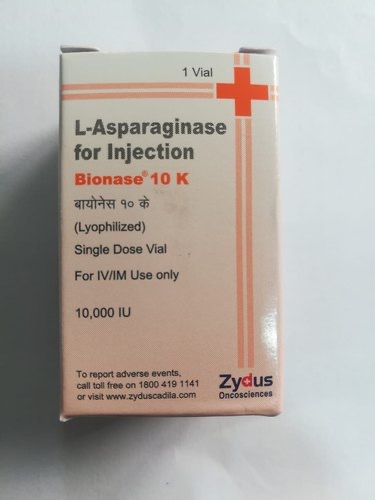 1 Vial
L-Asparaginase
for Injection
Bionase® 10 K
बायोनेस १० के
(Lyophilized)
Single Dose Vial
For IV/IM Use only
10,000 IU
To report adverse events,
call toll free on 1800 419 1141
or visit www.zyduscadila.com
Zydus
Oncosciences